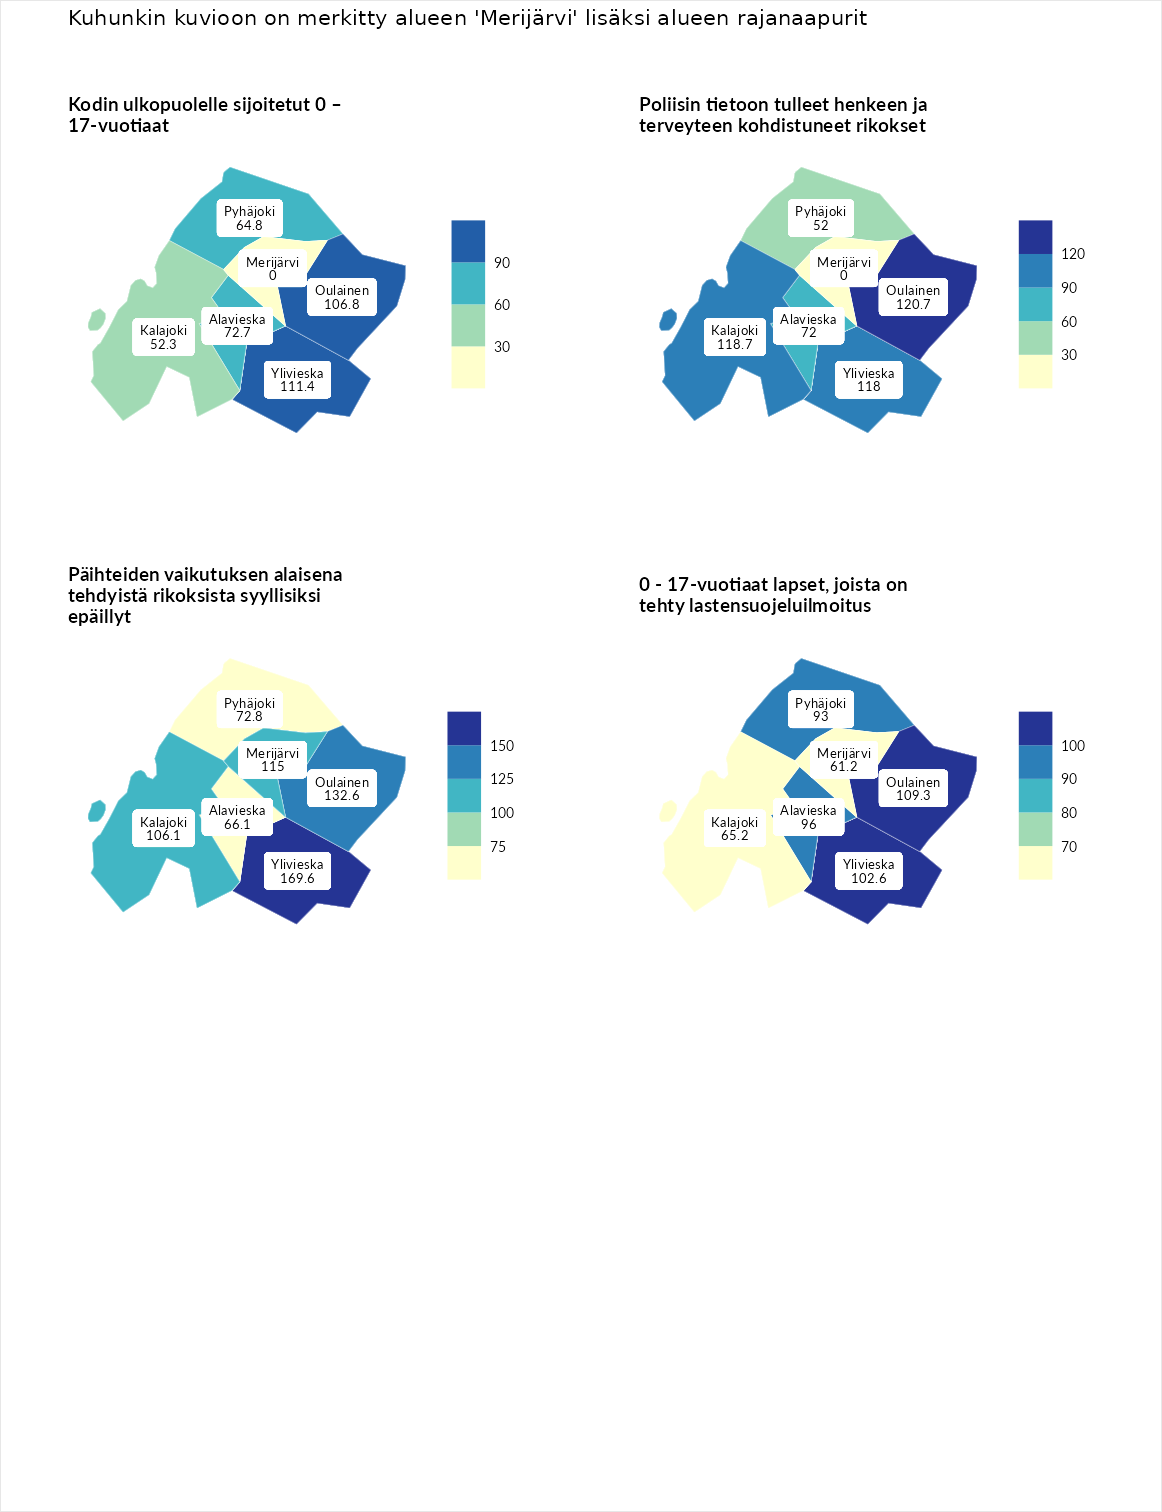 Kuhunkin kuvioon on merkitty alueen 'Merijärvi' lisäksi alueen rajanaapurit
Kodin ulkopuolelle sijoitetut 0 –
17-vuotiaat
Pyhäjoki
64.8
Merijärvi
0
Oulainen
106.8
Alavieska
72.7
Kalajoki
52.3
Ylivieska
111.4
90
60
30
Poliisin tietoon tulleet henkeen ja
terveyteen kohdistuneet rikokset
Pyhäjoki
52
Merijärvi
0
Oulainen
120.7
Alavieska
72
Kalajoki
118.7
Ylivieska
118
120
90
60
30
Päihteiden vaikutuksen alaisena
tehdyistä rikoksista syyllisiksi
epäillyt
Pyhäjoki
72.8
Merijärvi
115
Oulainen
132.6
Alavieska
66.1
Kalajoki
106.1
Ylivieska
169.6
150
125
100
75
0 - 17-vuotiaat lapset, joista on
tehty lastensuojeluilmoitus
Pyhäjoki
93
Merijärvi
61.2
Oulainen
109.3
Alavieska
96
Kalajoki
65.2
Ylivieska
102.6
100
90
80
70